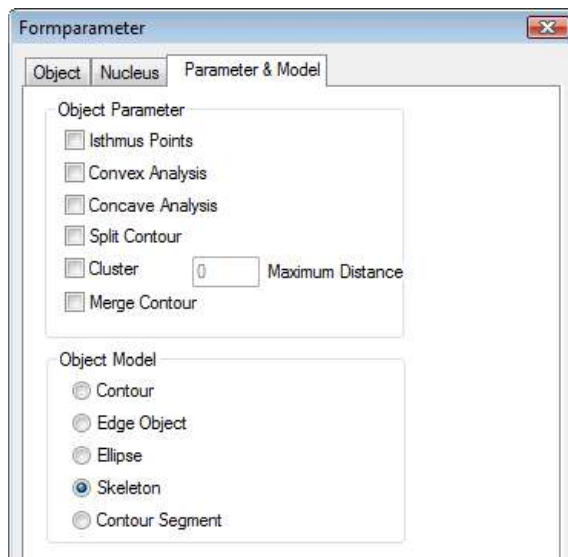 Formparameter
Object Nucleus Parameter & Model
Object Parameter
Isthmus Points
Convex Analysis
Concave Analysis
Split Contour
Cluster 0 Maximum Distance
Merge Contour
Object Model
Contour
Edge Object
Ellipse
Skeleton
Contour Segment